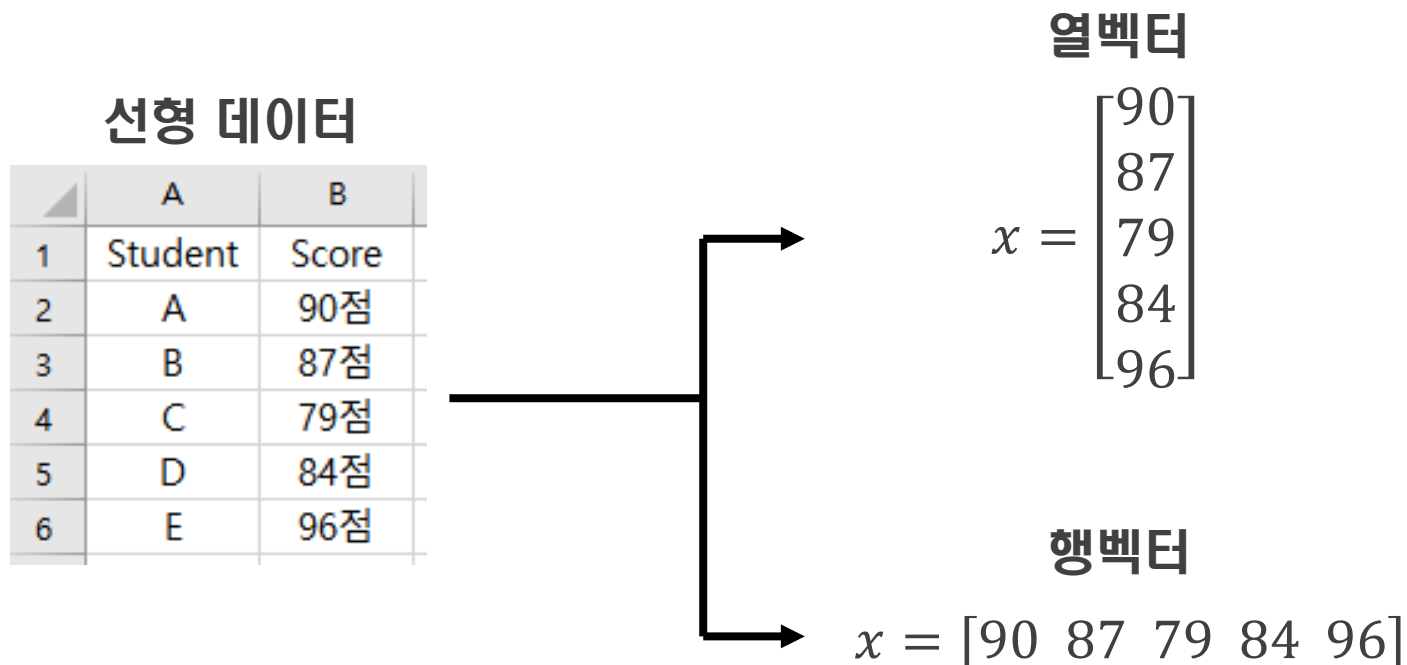 선형 데이터
A B
1 Student Score
2 A 90점
3 B 87점
4 C 79점
5 D 84점
6 E 96점
열벡터
90
87
x = 79
84
96
행벡터
x = [90 87 79 84 96]